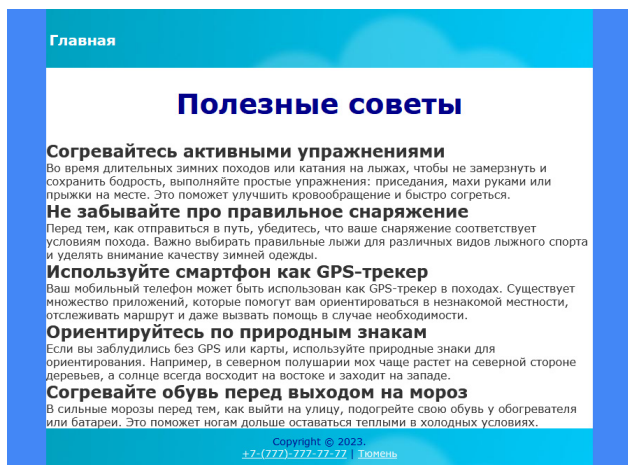 Главная
Полезные советы
Согревайтесь активными упражнениями
Во время длительных зимних походов или катания на лыжах, чтобы не замерзнуть и
сохранить бодрость, выполняйте простые упражнения: приседания, махи руками или
прыжки на месте. Это поможет улучшить кровообращение и быстро согреться.
Не забывайте про правильное снаряжение
Перед тем, как отправиться в путь, убедитесь, что ваше снаряжение соответствует
условиям похода. Важно выбирать правильные лыжи для различных видов лыжного спорта
и уделять внимание качеству зимней одежды.
Используйте смартфон как GPS-трекер
Ваш мобильный телефон может быть использован как GPS-трекер в походах. Существует
множество приложений, которые помогут вам ориентироваться в незнакомой местности,
отслеживать маршрут и даже вызвать помощь в случае необходимости.
Ориентируйтесь по природным знакам
Если вы заблудились без GPS или карты, используйте природные знаки для
ориентирования. Например, в северном полушарии мох чаще растет на северной стороне
деревьев, а солнце всегда восходит на востоке и заходит на западе.
Согревайте обувь перед выходом на мороз
В сильные морозы перед тем, как выйти на улицу, подогрейте свою обувь у обогревателя
или батареи. Это поможет ногам дольше оставаться теплыми в холодных условиях.
Copyright © 2023.
+7-(777)-777-77-77 | Тюмень